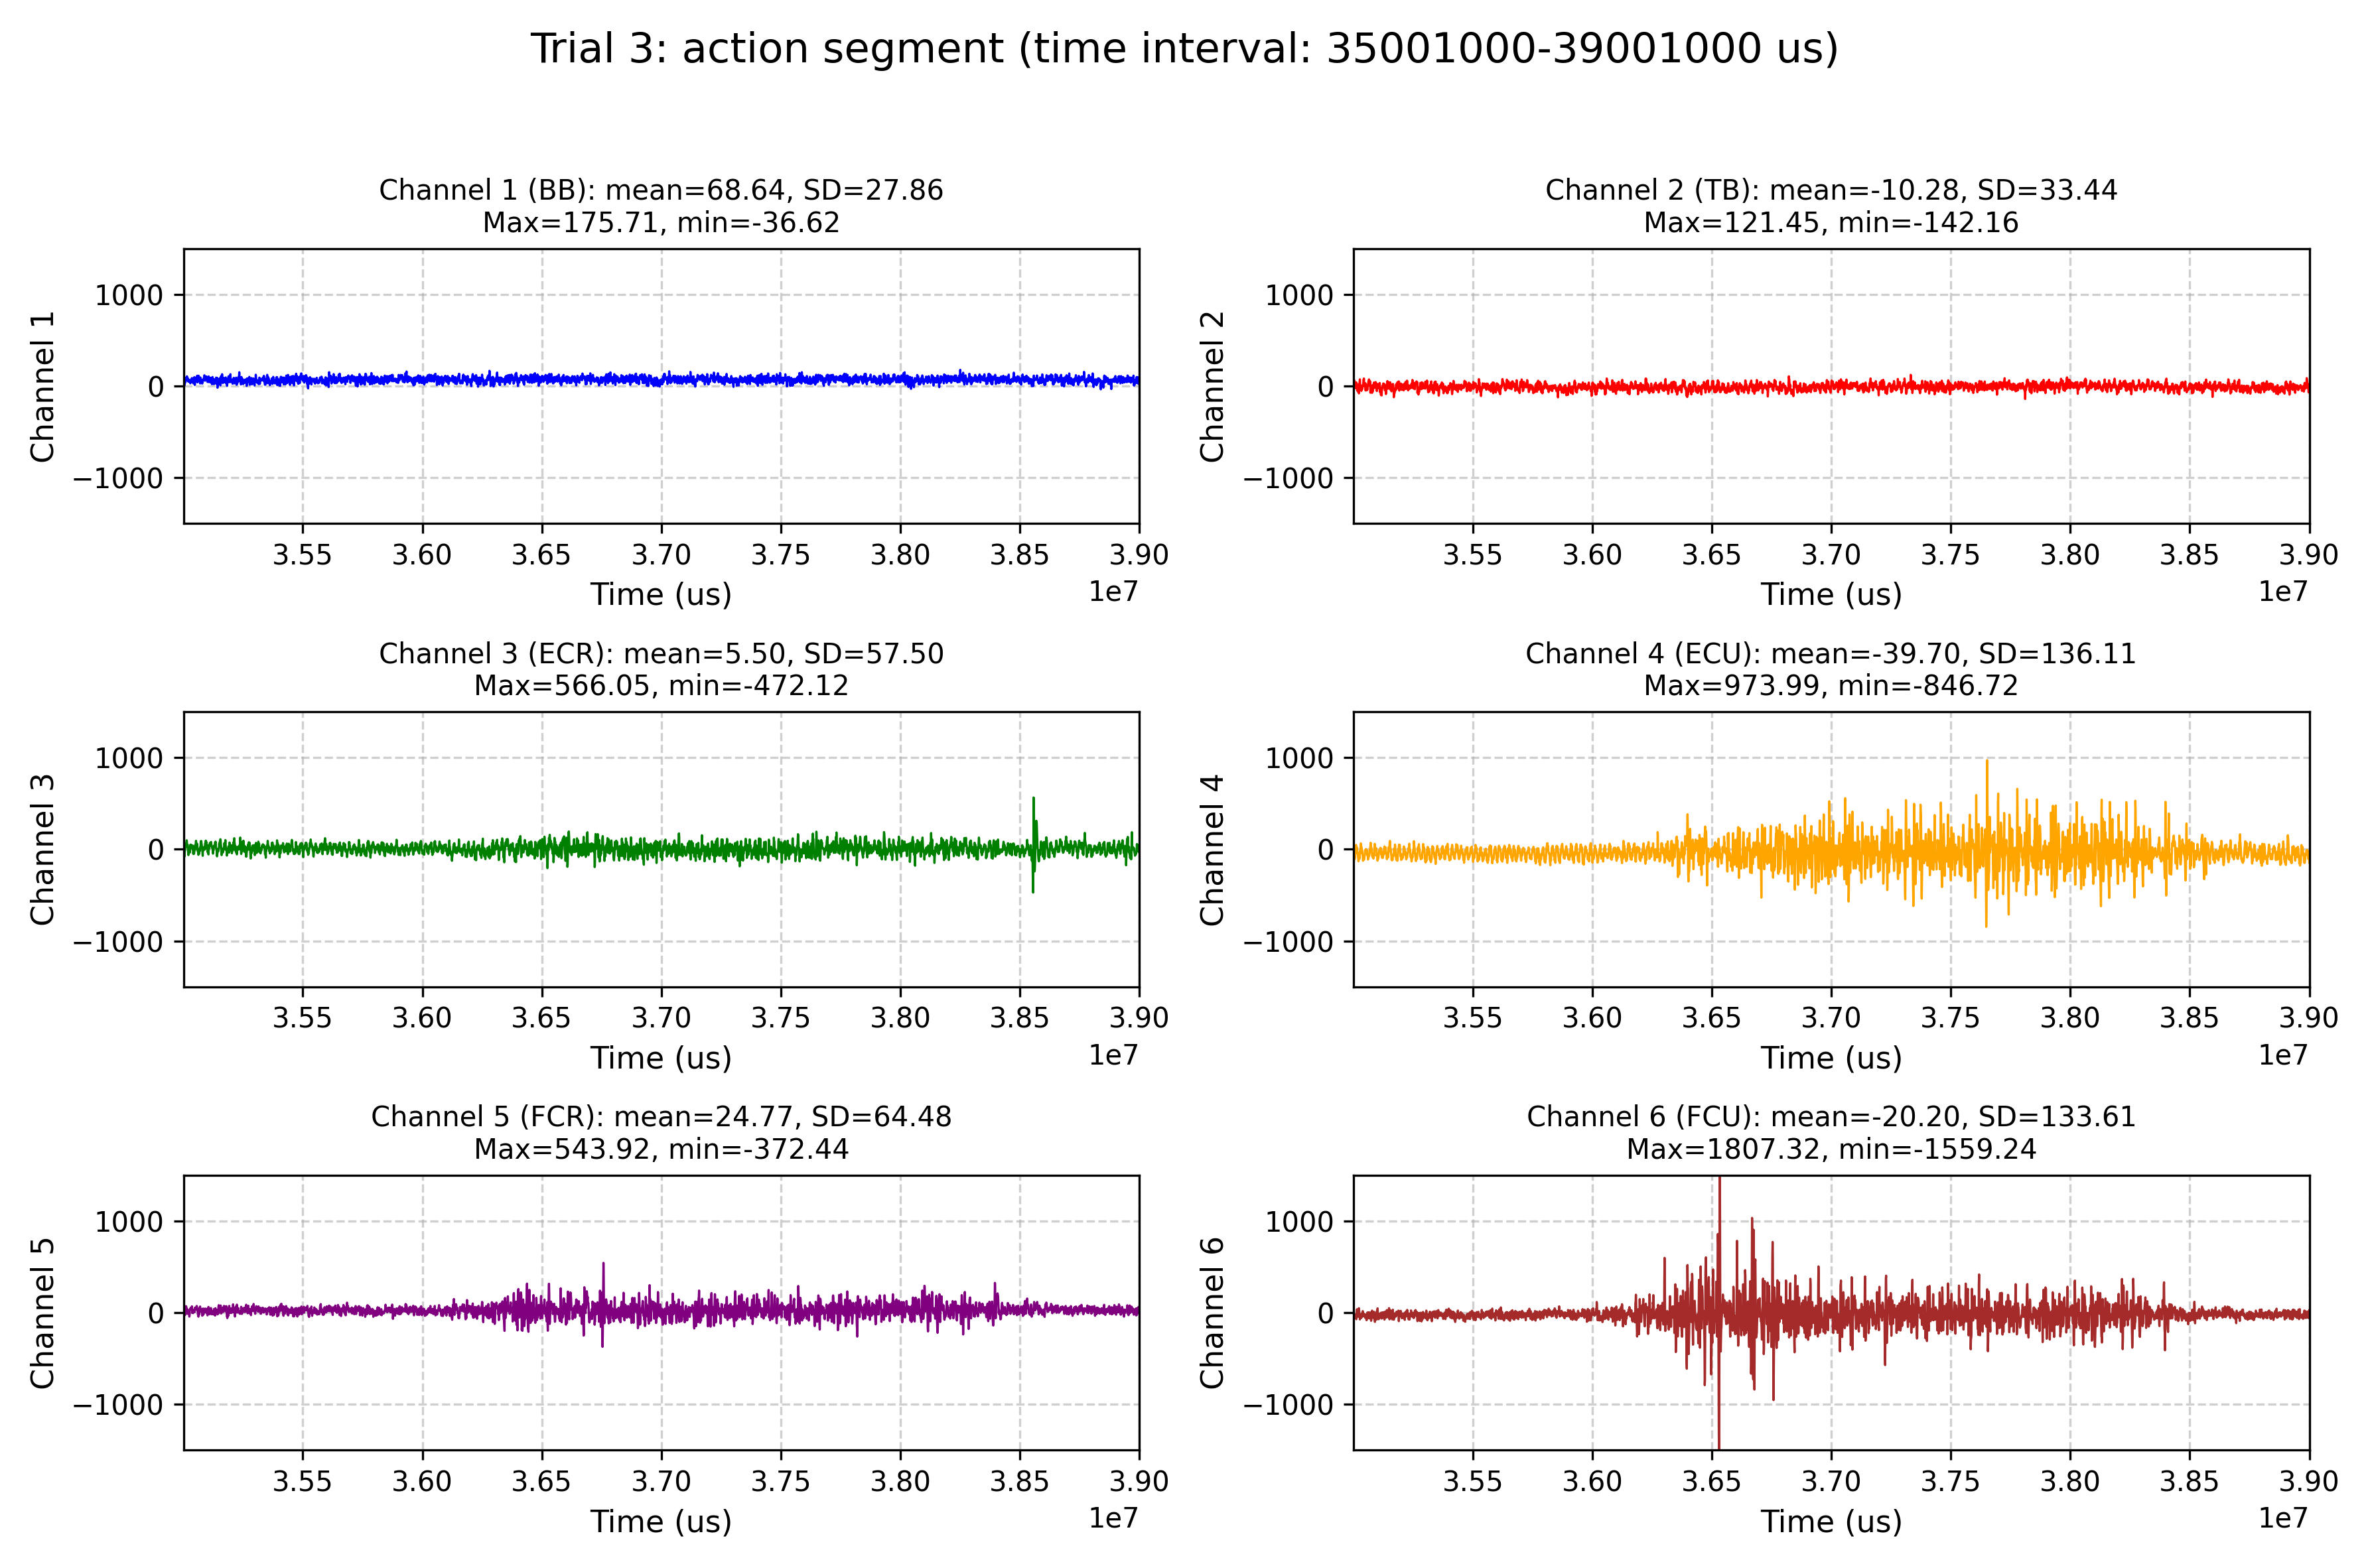 Trial 3: action segment (time interval: 35001000-39001000 us)
Channel 1 (BB): mean=68.64, SD=27.86
Max=175.71, min=-36.62
Channel 1
1000
0
−1000
3.55 3.60 3.65 3.70 3.75 3.80 3.85 3.90
Time (us)
1e7
Channel 2 (TB): mean=-10.28, SD=33.44
Max=121.45, min=-142.16
Channel 2
1000
0
−1000
3.55 3.60 3.65 3.70 3.75 3.80 3.85 3.90
Time (us)
1e7
Channel 3 (ECR): mean=5.50, SD=57.50
Max=566.05, min=-472.12
Channel 3
1000
0
−1000
3.55 3.60 3.65 3.70 3.75 3.80 3.85 3.90
Time (us)
1e7
Channel 4 (ECU): mean=-39.70, SD=136.11
Max=973.99, min=-846.72
Channel 4
1000
0
−1000
3.55 3.60 3.65 3.70 3.75 3.80 3.85 3.90
Time (us)
1e7
Channel 5 (FCR): mean=24.77, SD=64.48
Max=543.92, min=-372.44
Channel 5
1000
0
−1000
3.55 3.60 3.65 3.70 3.75 3.80 3.85 3.90
Time (us)
1e7
Channel 6 (FCU): mean=-20.20, SD=133.61
Max=1807.32, min=-1559.24
Channel 6
1000
0
−1000
3.55 3.60 3.65 3.70 3.75 3.80 3.85 3.90
Time (us)
1e7